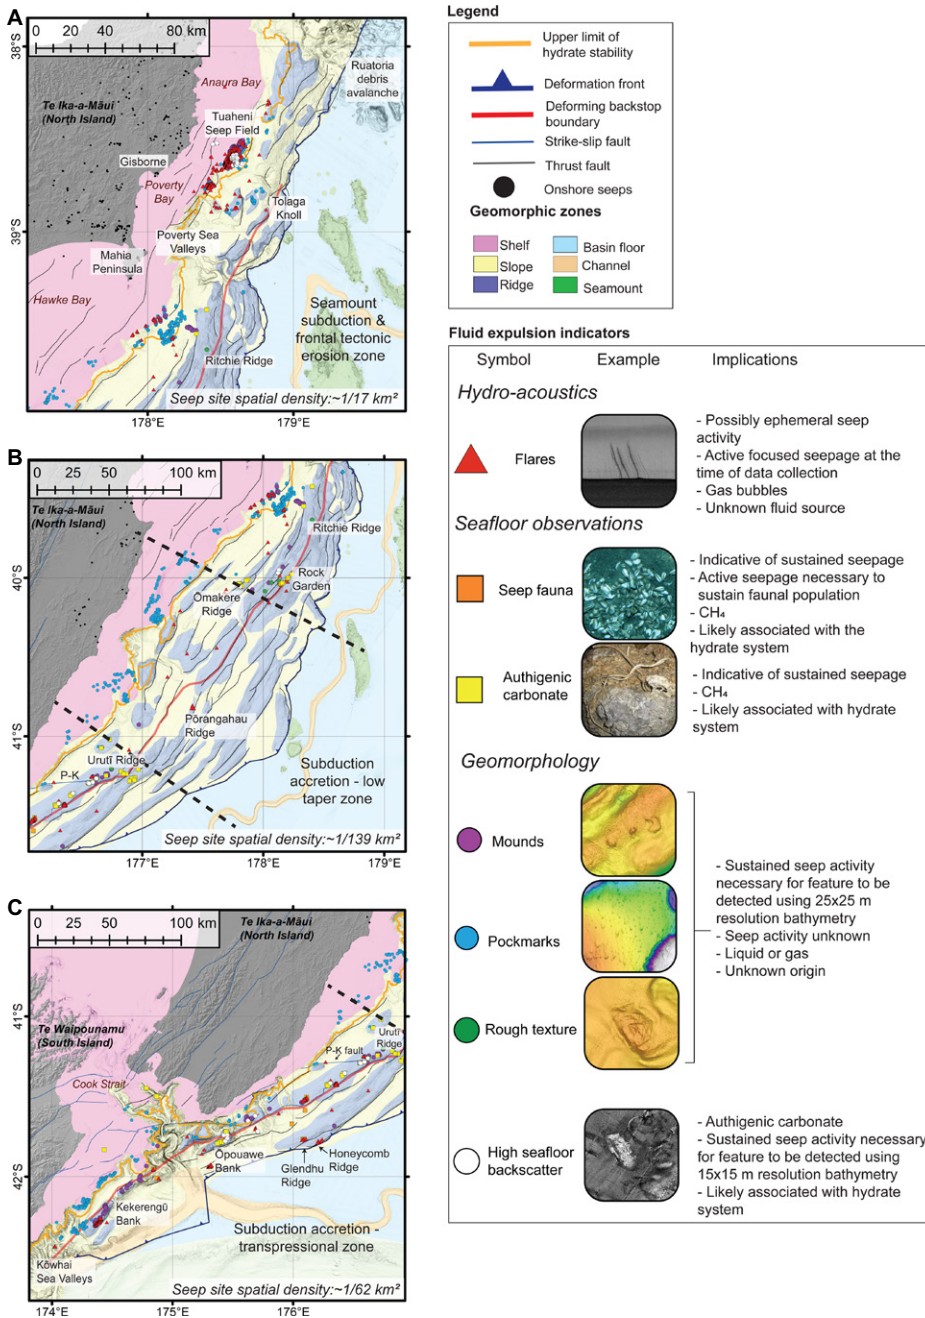 A
0 20 40 60 80 km
38°S
Ruatoria
debris
avalanche
Anaura Bay
Te Ika-a-Māui
(North Island)
Tuaheni
Seep Field
Gisborne
Poverty
Bay
Tolaga
Knoll
39°S
Poverty Sea
Valleys
Mahia
Peninsula
Hawke Bay
Seamount
subduction &
frontal tectonic
erosion zone
Ritchie Ridge
Seep site spatial density:~1/17 km²
178°E
179°E
B
0 25 50 75 100 km
Te Ika-a-Māui
(North Island)
Ritchie Ridge
40°S
Rock
Garden
Ōmakere
Ridge
Pōrangahau
Ridge
41°S
Urutī Ridge
P-K
Subduction
accretion - low
taper zone
Seep site spatial density:~1/139 km²
177°E
178°E
179°E
C
0 25 50 75 100 km
Te Ika-a-Māui
(North Island)
41°S
Te Waipounamu
(South Island)
Urutī
Ridge
P-K fault
Cook Strait
Ōpouawe
Bank
Honeycomb
Ridge
Glendhu
Ridge
42°S
Kekerengū
Bank
Subduction accretion -
transpressional zone
Kōwhai
Sea Valleys
Seep site spatial density:~1/62 km²
174°E
175°E
176°E
Legend
Upper limit of
hydrate stability
Deformation front
Deforming backstop
boundary
Strike-slip fault
Thrust fault
Onshore seeps
Geomorphic zones
Shelf
Basin floor
Slope
Channel
Ridge
Seamount
Fluid expulsion indicators
Symbol Example Implications
Hydro-acoustics
Flares
- Possibly ephemeral seep
activity
- Active focused seepage at the
time of data collection
- Gas bubbles
- Unknown fluid source
Seafloor observations
Seep fauna
- Indicative of sustained seepage
- Active seepage necessary to
sustain faunal population
- CH₄
- Likely associated with the
hydrate system
Authigenic
carbonate
- Indicative of sustained seepage
- CH₄
- Likely associated with hydrate
system
Geomorphology
Mounds
Pockmarks
Rough texture
- Sustained seep activity
necessary for feature to be
detected using 25x25 m
resolution bathymetry
- Seep activity unknown
- Liquid or gas
- Unknown origin
High seafloor
backscatter
- Authigenic carbonate
- Sustained seep activity necessary
for feature to be detected using
15x15 m resolution bathymetry
- Likely associated with hydrate
system